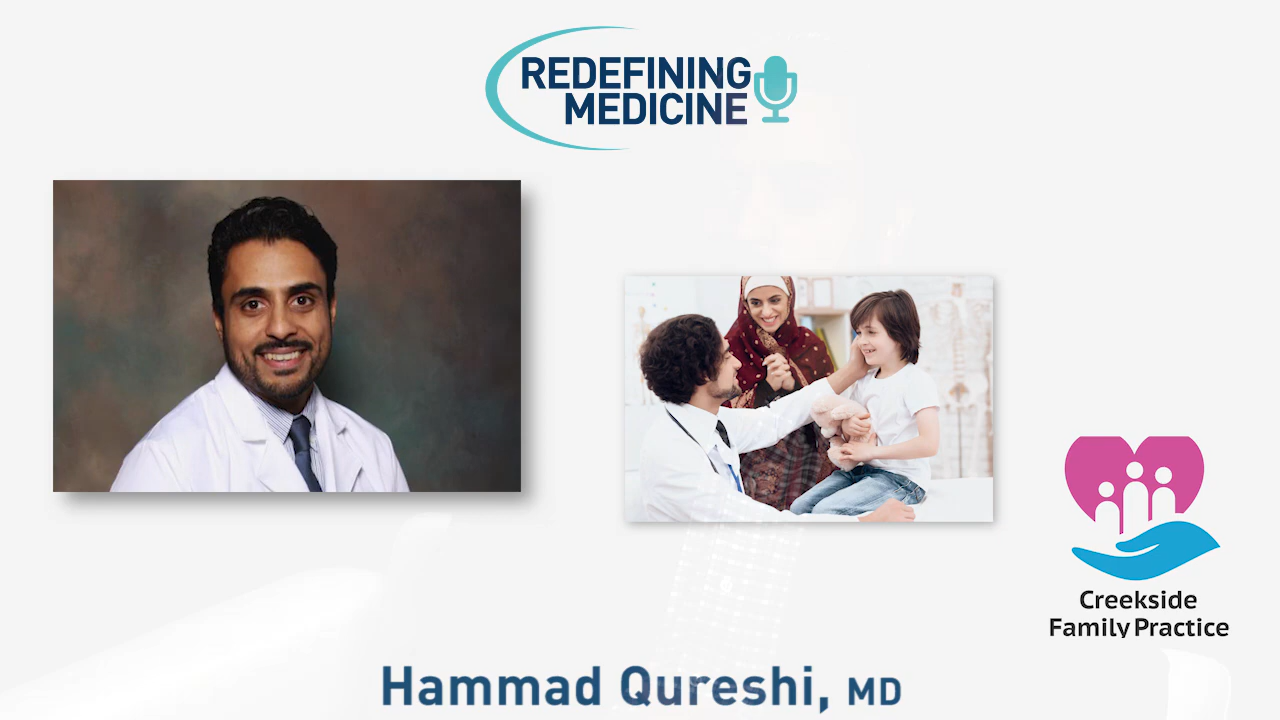 REDEFINING
MEDICINE
Creekside
Family Practice
Hammad Qureshi, MD